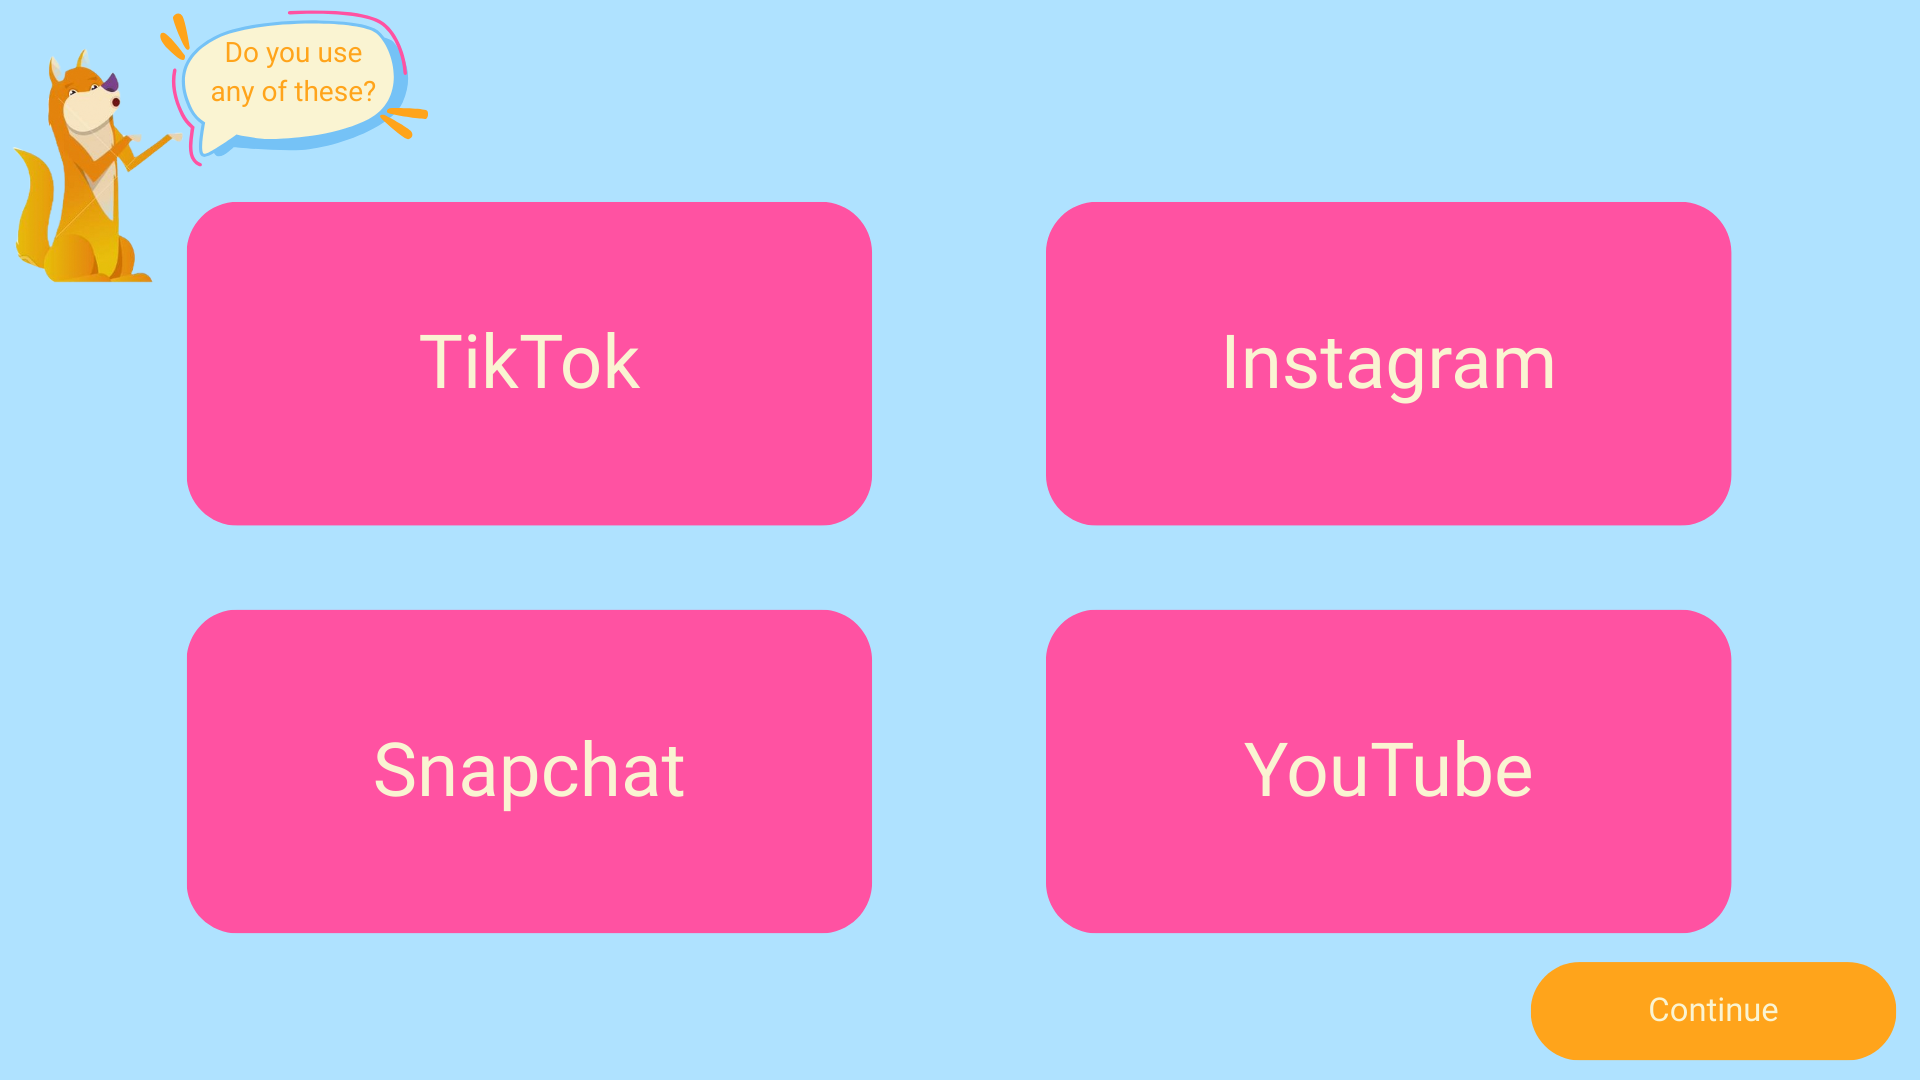 Do you use
any of these?
TikTok
Instagram
Snapchat
YouTube
Continue